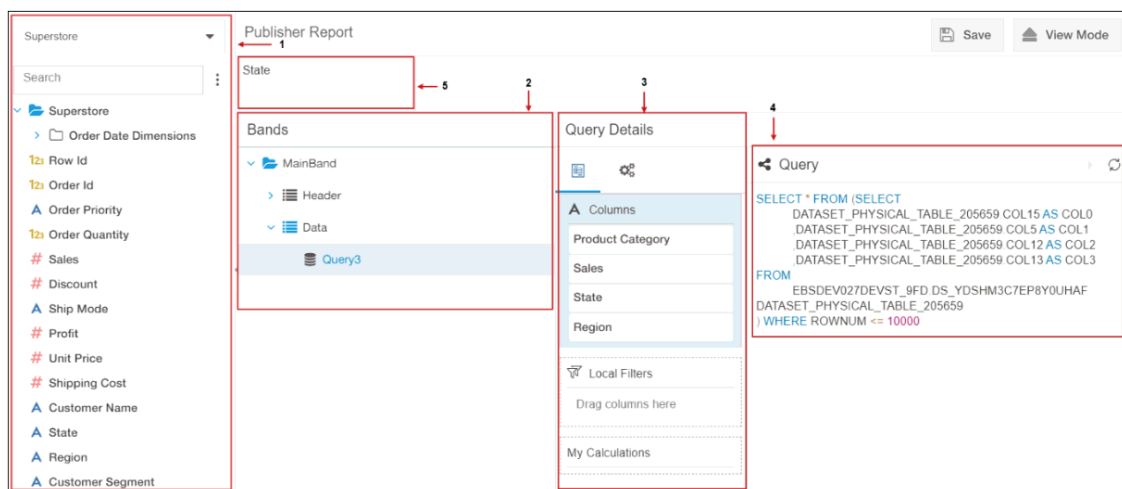 Superstore
Publisher Report
Save
View Mode
1
Search
State
5
2
3
4
Superstore
Order Date Dimensions
123 Row Id
123 Order Id
A Order Priority
123 Order Quantity
# Sales
# Discount
A Ship Mode
# Profit
# Unit Price
# Shipping Cost
A Customer Name
A State
A Region
A Customer Segment
Bands
MainBand
Header
Data
Query3
Query Details
A Columns
Product Category
Sales
State
Region
Local Filters
Drag columns here
My Calculations
Query
SELECT * FROM (SELECT
DATASET_PHYSICAL_TABLE_205659.COL15 AS COL0
,DATASET_PHYSICAL_TABLE_205659.COL5 AS COL1
,DATASET_PHYSICAL_TABLE_205659.COL12 AS COL2
,DATASET_PHYSICAL_TABLE_205659.COL13 AS COL3
FROM
EBSDEV027DEVST_9FD.DS_YDSHM3C7EP8Y0UHAF
DATASET_PHYSICAL_TABLE_205659
) WHERE ROWNUM <= 10000